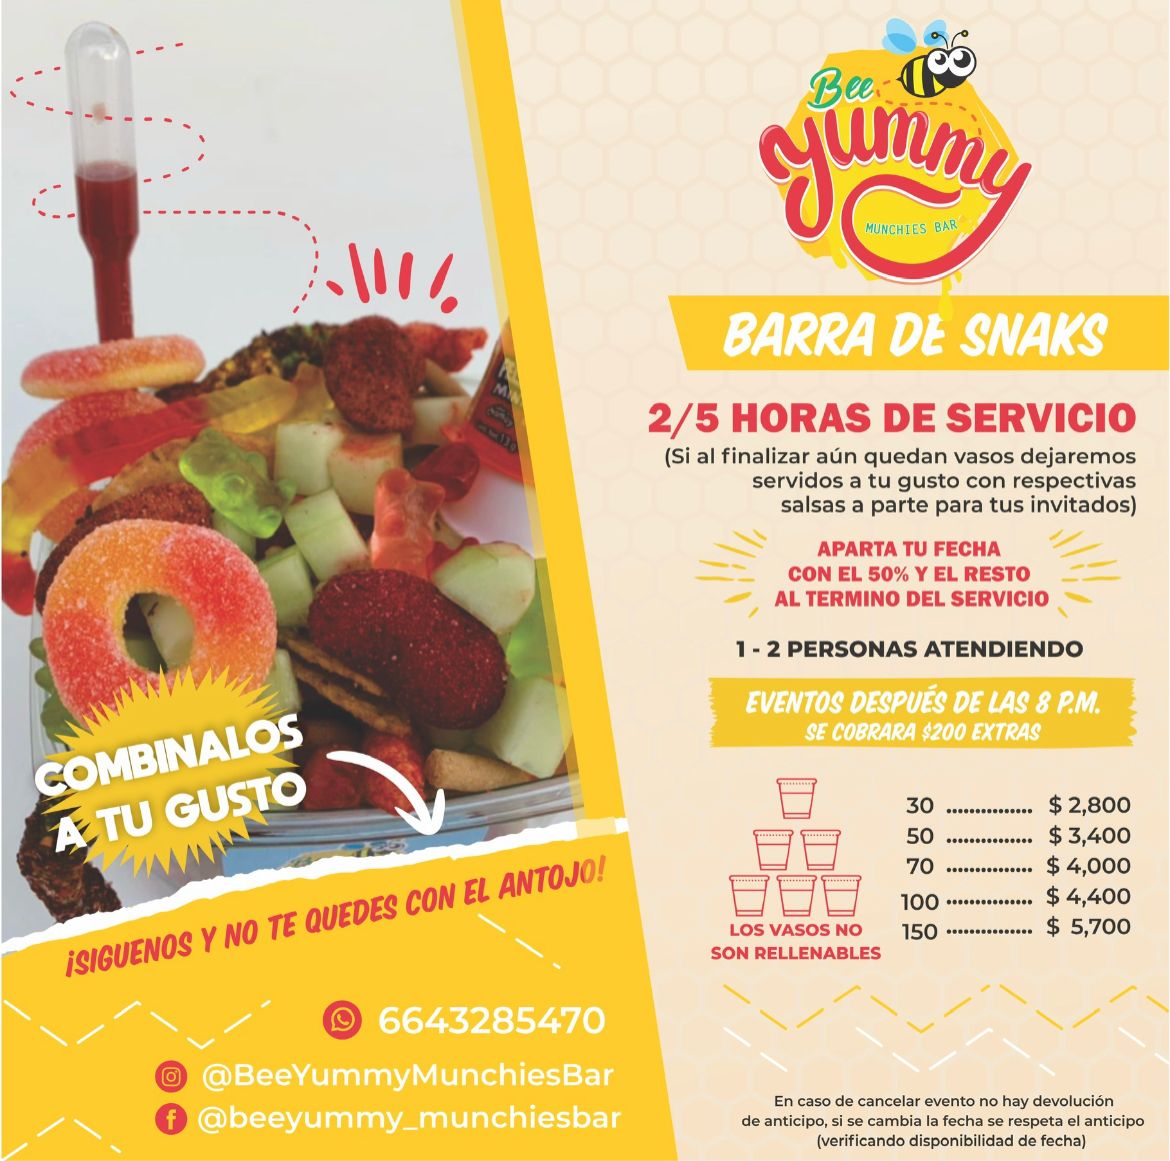 Bee
Yummy
MUNCHIES BAR
BARRA DE SNAKS
2/5 HORAS DE SERVICIO
(Si al finalizar aún quedan vasos dejaremos
servidos a tu gusto con respectivas
salsas a parte para tus invitados)
APARTA TU FECHA
CON EL 50% Y EL RESTO
AL TERMINO DEL SERVICIO
1 - 2 PERSONAS ATENDIENDO
EVENTOS DESPUÉS DE LAS 8 P.M.
SE COBRARA $200 EXTRAS
30 ............... $ 2,800
50 ............... $ 3,400
70 ............... $ 4,000
100 ............... $ 4,400
150 ............... $ 5,700
LOS VASOS NO
SON RELLENABLES
COMBINALOS
A TU GUSTO
¡SIGUENOS Y NO TE QUEDES CON EL ANTOJO!
6643285470
@BeeYummyMunchiesBar
@beeyummy_munchiesbar
En caso de cancelar evento no hay devolución
de anticipo, si se cambia la fecha se respeta el anticipo
(verificando disponibilidad de fecha)